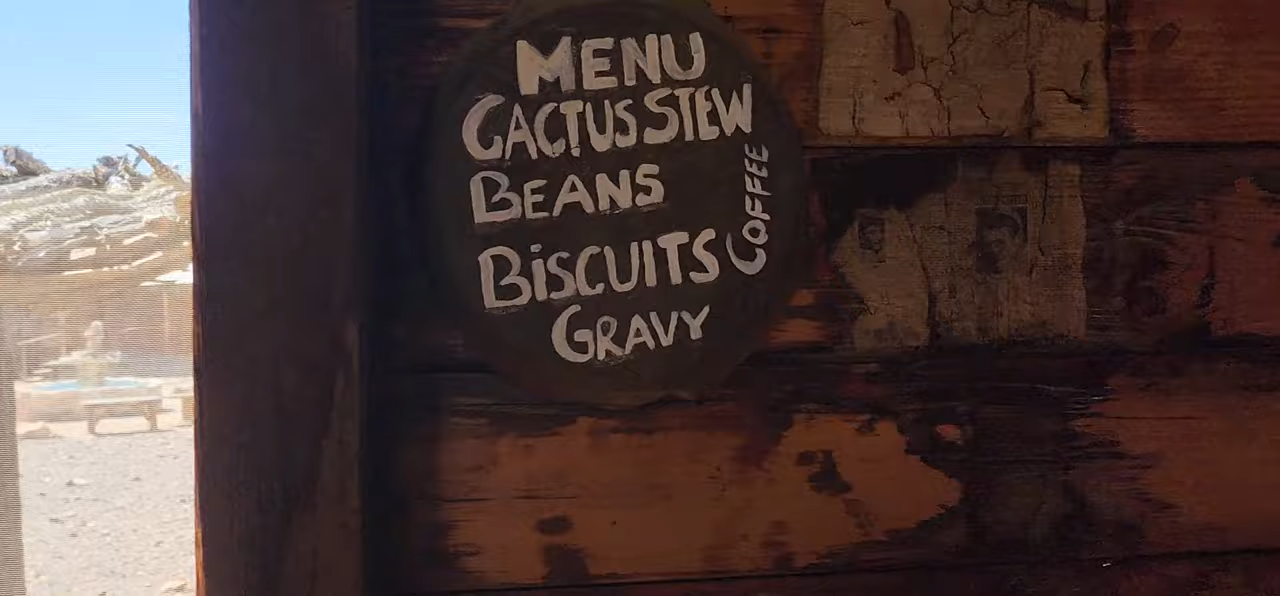 MENU
CACTUS STEW
BEANS
BiSCUiTS
GRAVY
COFFEE